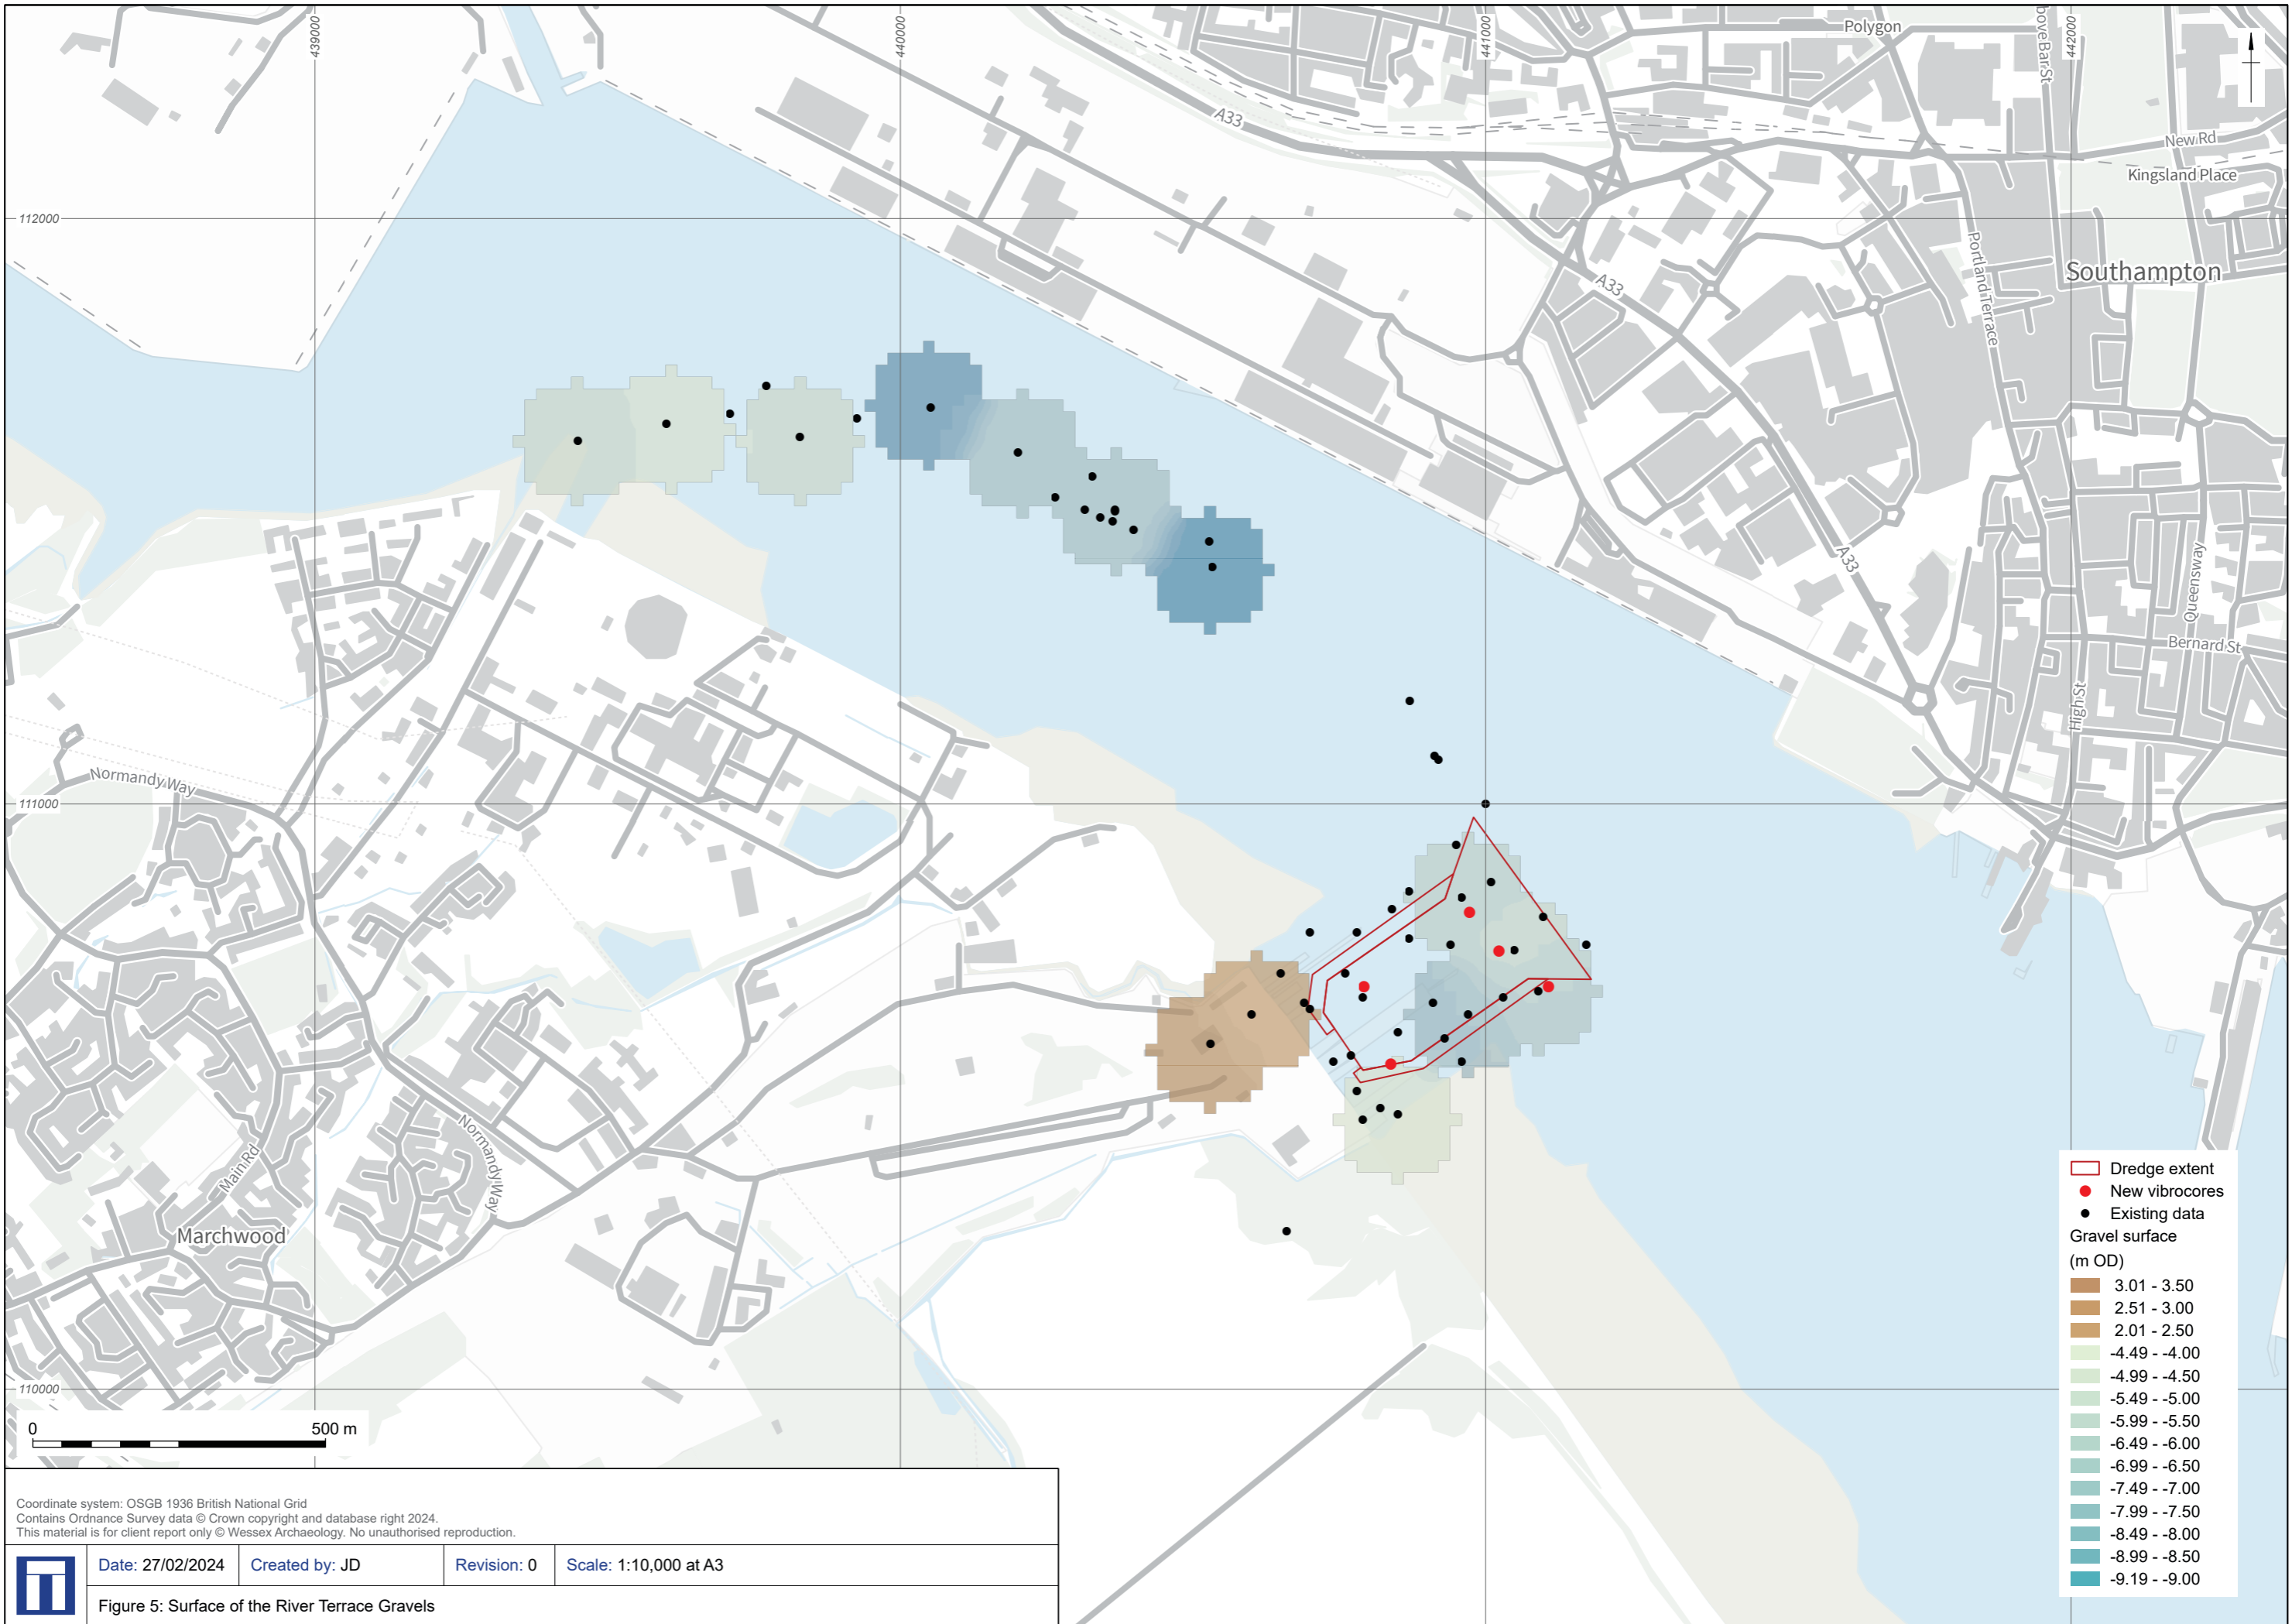 439000
440000
441000
442000
Polygon
Above Bar St
A33
New Rd
Kingsland Place
112000
Portland Terrace
Southampton
A33
A33
Queensway
Bernard St
High St
Normandy Way
111000
Main Rd
Normandy Way
Marchwood
110000
0 500 m
Dredge extent
New vibrocores
Existing data
Gravel surface
(m OD)
3.01 - 3.50
2.51 - 3.00
2.01 - 2.50
-4.49 - -4.00
-4.99 - -4.50
-5.49 - -5.00
-5.99 - -5.50
-6.49 - -6.00
-6.99 - -6.50
-7.49 - -7.00
-7.99 - -7.50
-8.49 - -8.00
-8.99 - -8.50
-9.19 - -9.00
Coordinate system: OSGB 1936 British National Grid
Contains Ordnance Survey data © Crown copyright and database right 2024.
This material is for client report only © Wessex Archaeology. No unauthorised reproduction.
Date: 27/02/2024 Created by: JD Revision: 0 Scale: 1:10,000 at A3
Figure 5: Surface of the River Terrace Gravels